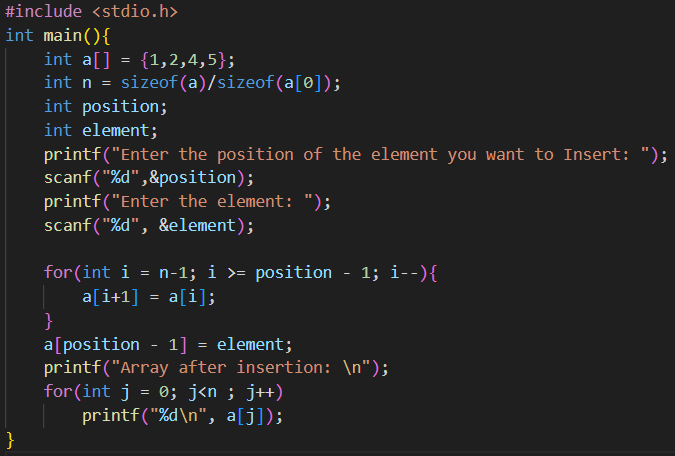 #include <stdio.h>
int main(){
    int a[] = {1,2,4,5};
    int n = sizeof(a)/sizeof(a[0]);
    int position;
    int element;
    printf("Enter the position of the element you want to Insert: ");
    scanf("%d",&position);
    printf("Enter the element: ");
    scanf("%d", &element);

    for(int i = n-1; i >= position - 1; i--){
        a[i+1] = a[i];
    }
    a[position - 1] = element;
    printf("Array after insertion: \n");
    for(int j = 0; j<n ; j++)
        printf("%d\n", a[j]);
}